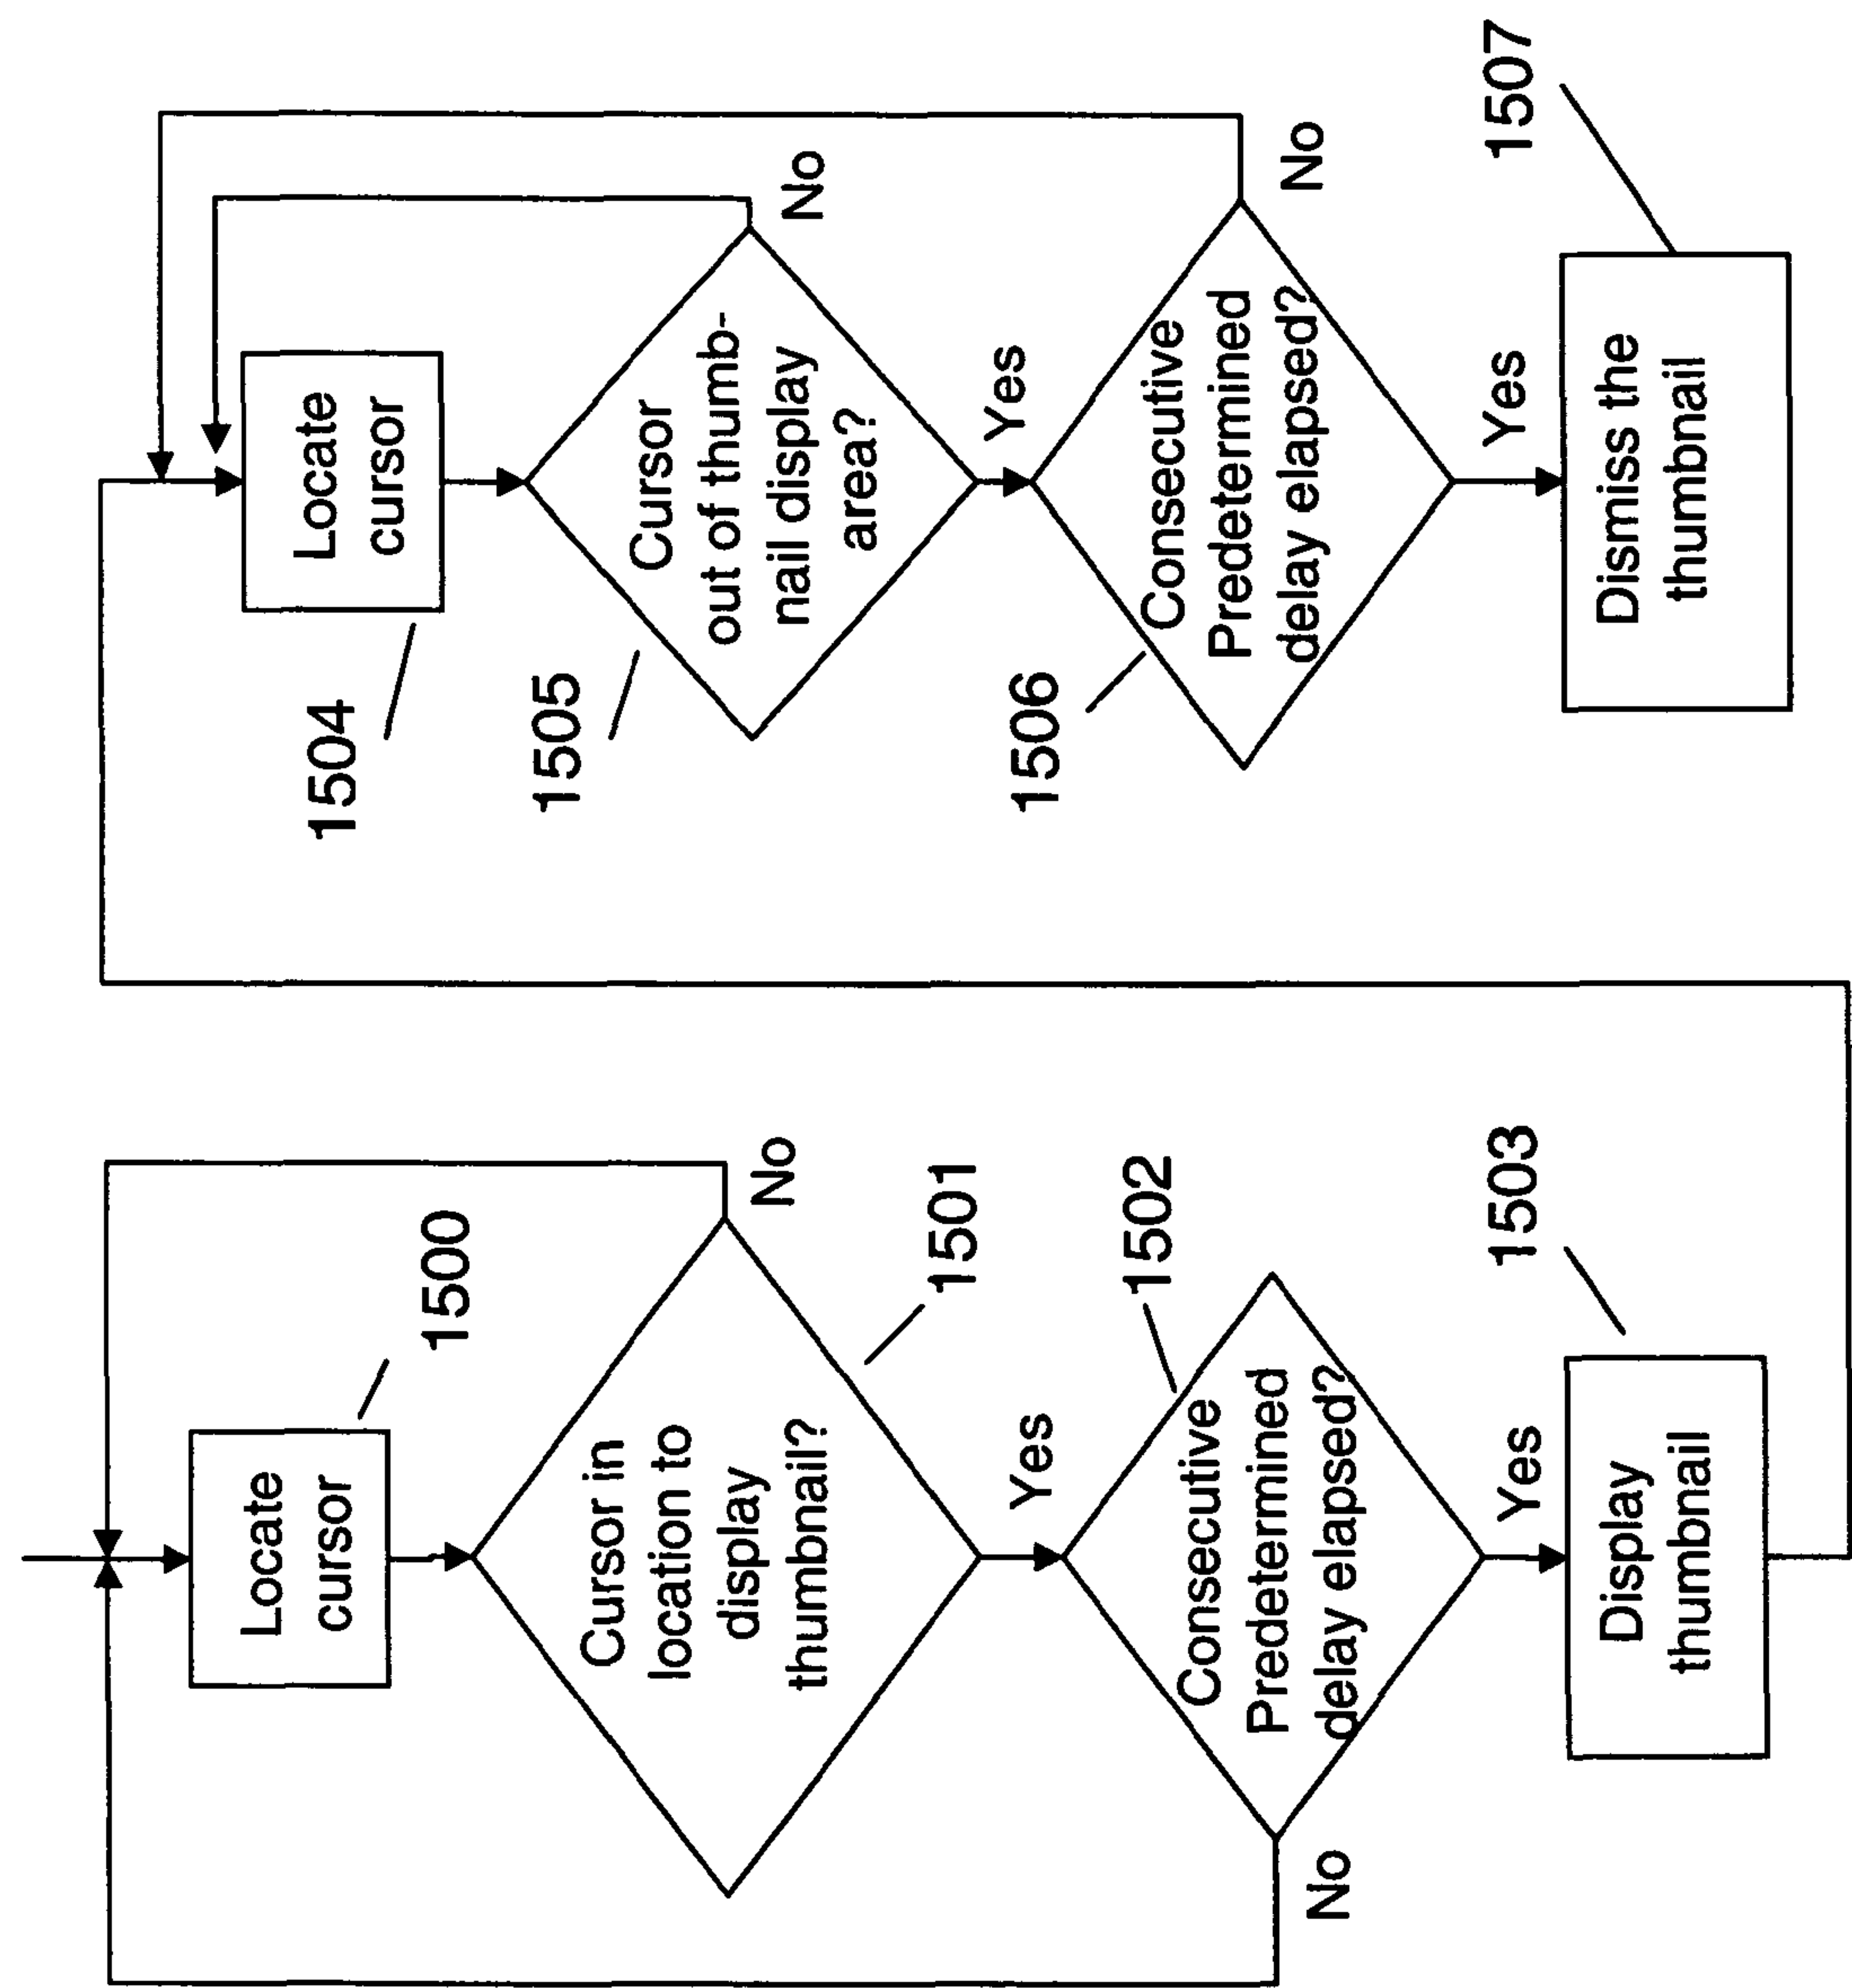 Locate
cursor
1500
Cursor in
location to
display
thumbnail?
No
1501
Yes
Consecutive
Predetermined
delay elapsed?
1502
No
Yes
Display
thumbnail
1503
Locate
cursor
1504
Cursor
out of thumb-
nail display
area?
No
1505
Yes
Consecutive
Predetermined
delay elapsed?
No
1506
Yes
Dismiss the
thumbnail
1507